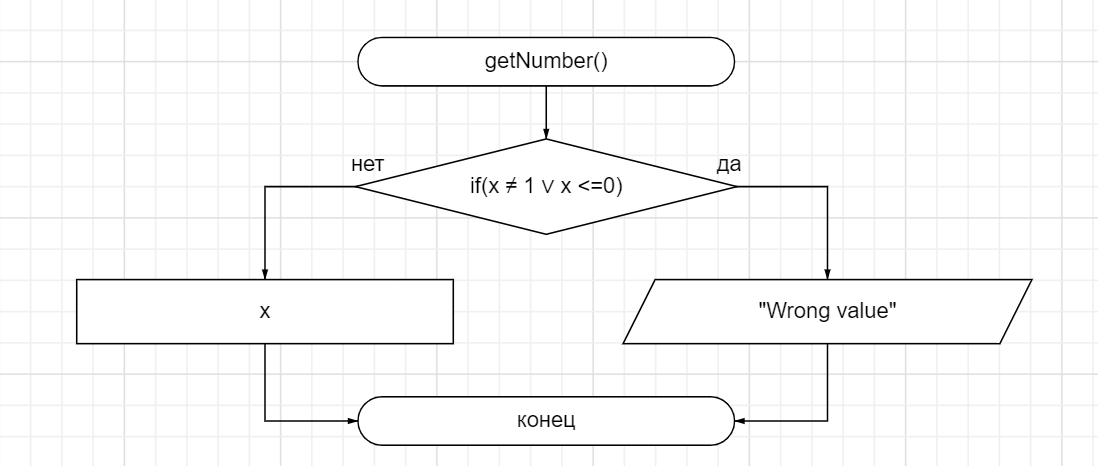 getNumber()
нет
да
if(x ≠ 1 ∨ x <=0)
x
"Wrong value"
конец